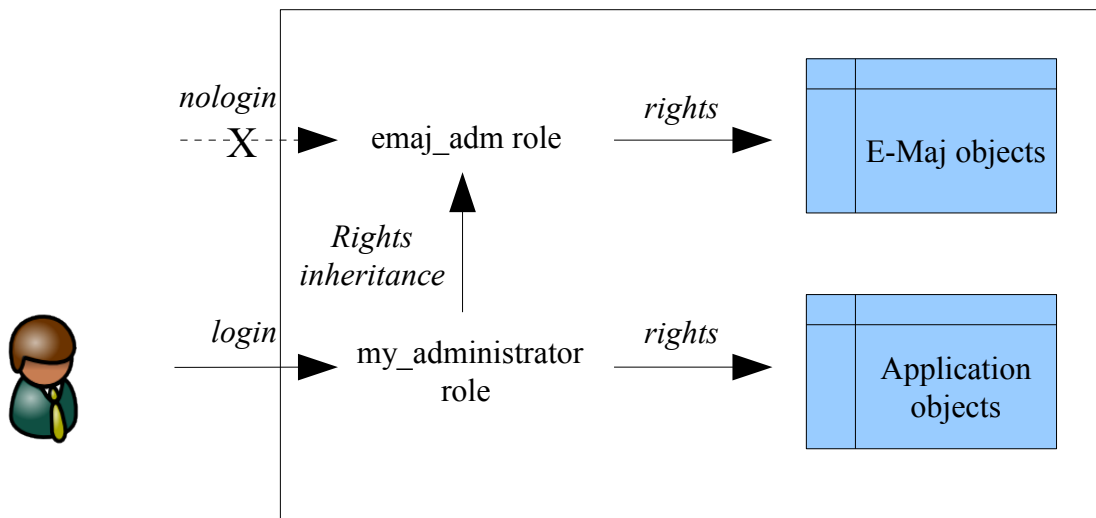 nologin
X
emaj_adm role
rights
E-Maj objects
Rights
inheritance
login
my_administrator
role
rights
Application
objects